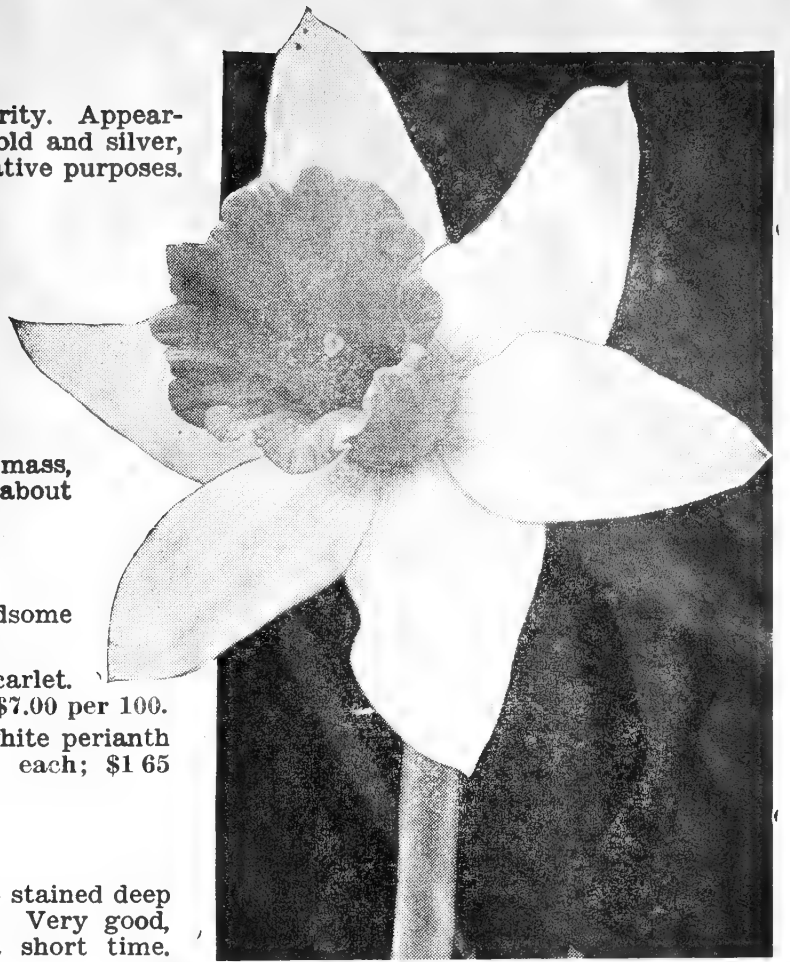 rity. Appear-
old and silver,
ative purposes.
mass,
about
dsome
carlet.
$7.00 per 100.
hite perianth
each; $1 65
stained deep
Very good,
short time.